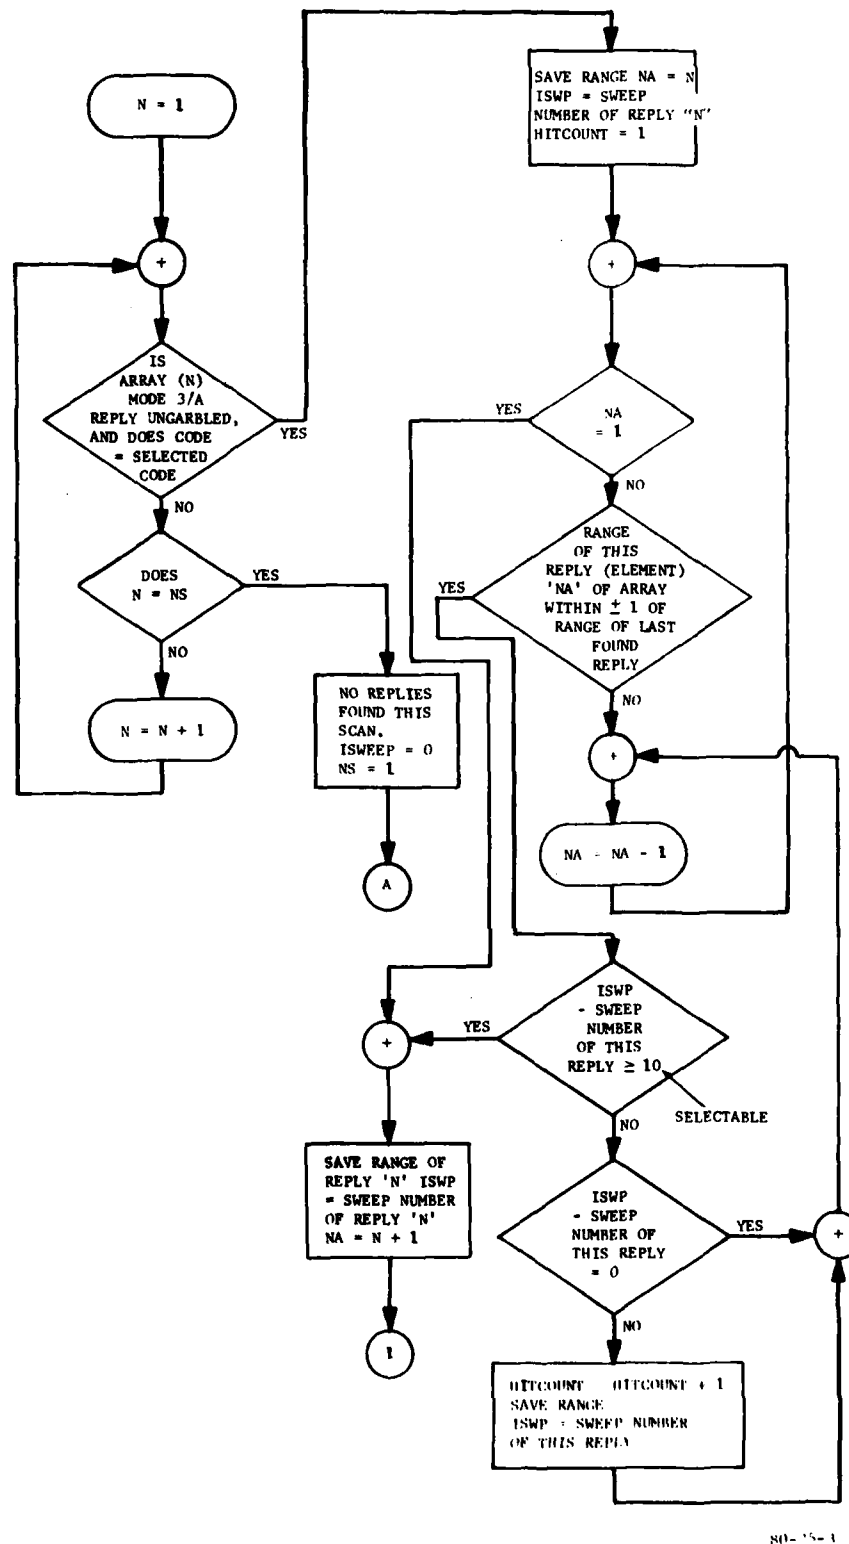 N = 1
+
IS
ARRAY (N)
MODE 3/A
REPLY UNGARBLED,
AND DOES CODE
= SELECTED
CODE
YES
NO
DOES
N = NS
YES
NO
N = N + 1
NO REPLIES
FOUND THIS
SCAN.
ISWEEP = 0
NS = 1
A
SAVE RANGE NA = N
ISWP = SWEEP
NUMBER OF REPLY "N"
HITCOUNT = 1
+
NA
= 1
YES
NO
RANGE
OF THIS
REPLY (ELEMENT)
'NA' OF ARRAY
WITHIN ± 1 OF
RANGE OF LAST
FOUND
REPLY
YES
NO
+
NA - NA - 1
ISWP
- SWEEP
NUMBER
OF THIS
REPLY ≥ 10
SELECTABLE
YES
NO
+
SAVE RANGE OF
REPLY 'N' ISWP
= SWEEP NUMBER
OF REPLY 'N'
NA = N + 1
1
ISWP
- SWEEP
NUMBER OF
THIS REPLY
= 0
YES
+
NO
HITCOUNT HITCOUNT + 1
SAVE RANGE
ISWP = SWEEP NUMBER
OF THIS REPLY